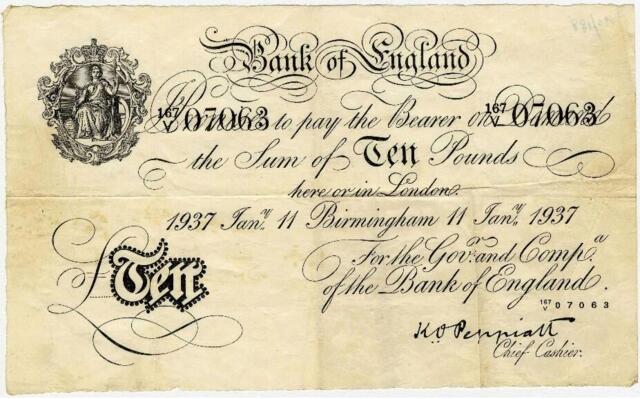 Bank of England
167/V 07063 167/V 07063
Promise to pay the Bearer on Demand
the Sum of Ten Pounds
here or in London
1937 Jany. 11 Birmingham 11 Jany. 1937
For the Govr. and Compa.
of the Bank of England.
£Ten
167/V 07063
K O Peppiatt
Chief Cashier.